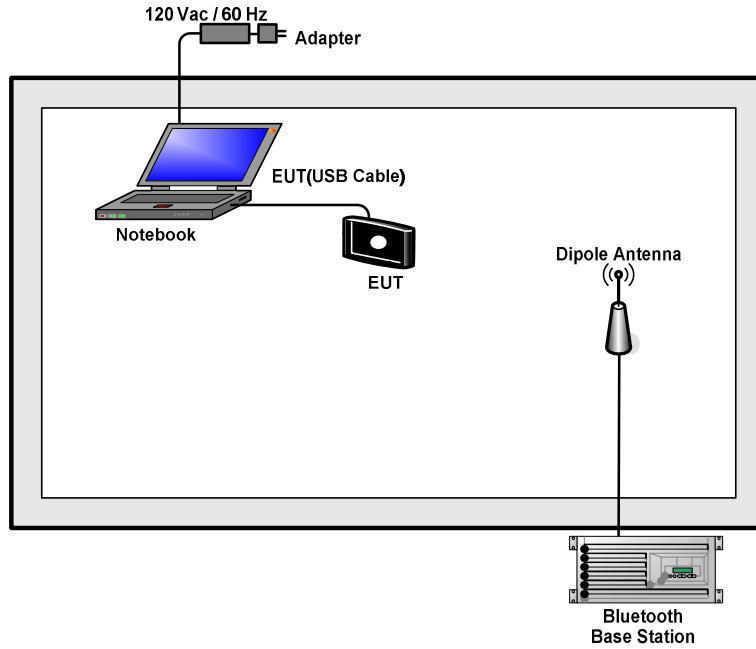 120 Vac / 60 Hz
Adapter
EUT(USB Cable)
Notebook
EUT
Dipole Antenna
Bluetooth
Base Station